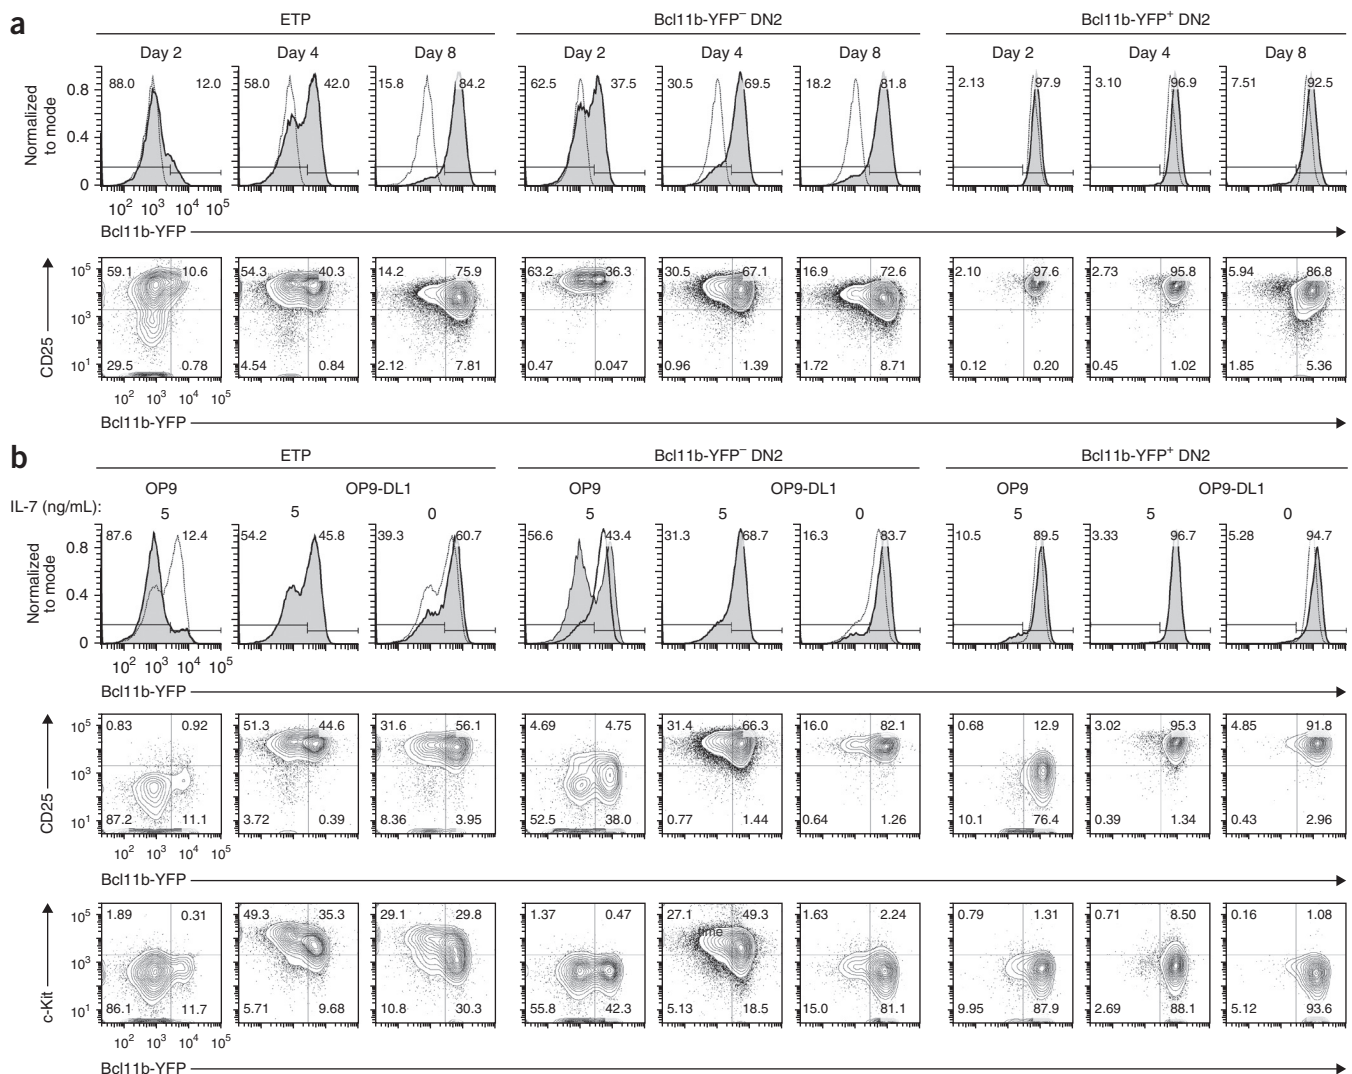 a
ETP Bcl11b-YFP⁻ DN2 Bcl11b-YFP⁺ DN2
Day 2 Day 4 Day 8 Day 2 Day 4 Day 8 Day 2 Day 4 Day 8
Normalized to mode
0.8
0.4
0
88.0 12.0 58.0 42.0 15.8 84.2 62.5 37.5 30.5 69.5 18.2 81.8 2.13 97.9 3.10 96.9 7.51 92.5
10² 10³ 10⁴ 10⁵
Bcl11b-YFP
CD25
10⁵
10³
10¹
59.1 10.6 54.3 40.3 14.2 75.9 63.2 36.3 30.5 67.1 16.9 72.6 2.10 97.6 2.73 95.8 5.94 86.8
29.5 0.78 4.54 0.84 2.12 7.81 0.47 0.047 0.96 1.39 1.72 8.71 0.12 0.20 0.45 1.02 1.85 5.36
10² 10³ 10⁴ 10⁵
Bcl11b-YFP
b
ETP Bcl11b-YFP⁻ DN2 Bcl11b-YFP⁺ DN2
OP9 OP9-DL1 OP9 OP9-DL1 OP9 OP9-DL1
IL-7 (ng/mL): 5 5 0 5 5 0 5 5 0
Normalized to mode
0.8
0.4
0
87.6 12.4 54.2 45.8 39.3 60.7 56.6 43.4 31.3 68.7 16.3 83.7 10.5 89.5 3.33 96.7 5.28 94.7
10² 10³ 10⁴ 10⁵
Bcl11b-YFP
CD25
10⁵
10³
10¹
0.83 0.92 51.3 44.6 31.6 56.1 4.69 4.75 31.4 66.3 16.0 82.1 0.68 12.9 3.02 95.3 4.85 91.8
87.2 11.1 3.72 0.39 8.36 3.95 52.5 38.0 0.77 1.44 0.64 1.26 10.1 76.4 0.39 1.34 0.43 2.96
10² 10³ 10⁴ 10⁵
Bcl11b-YFP
c-Kit
10⁵
10³
10¹
1.89 0.31 49.3 35.3 29.1 29.8 1.37 0.47 27.1 49.3 1.63 2.24 0.79 1.31 0.71 8.50 0.16 1.08
time
86.1 11.7 5.71 9.68 10.8 30.3 55.8 42.3 5.13 18.5 15.0 81.1 9.95 87.9 2.69 88.1 5.12 93.6
10² 10³ 10⁴ 10⁵
Bcl11b-YFP